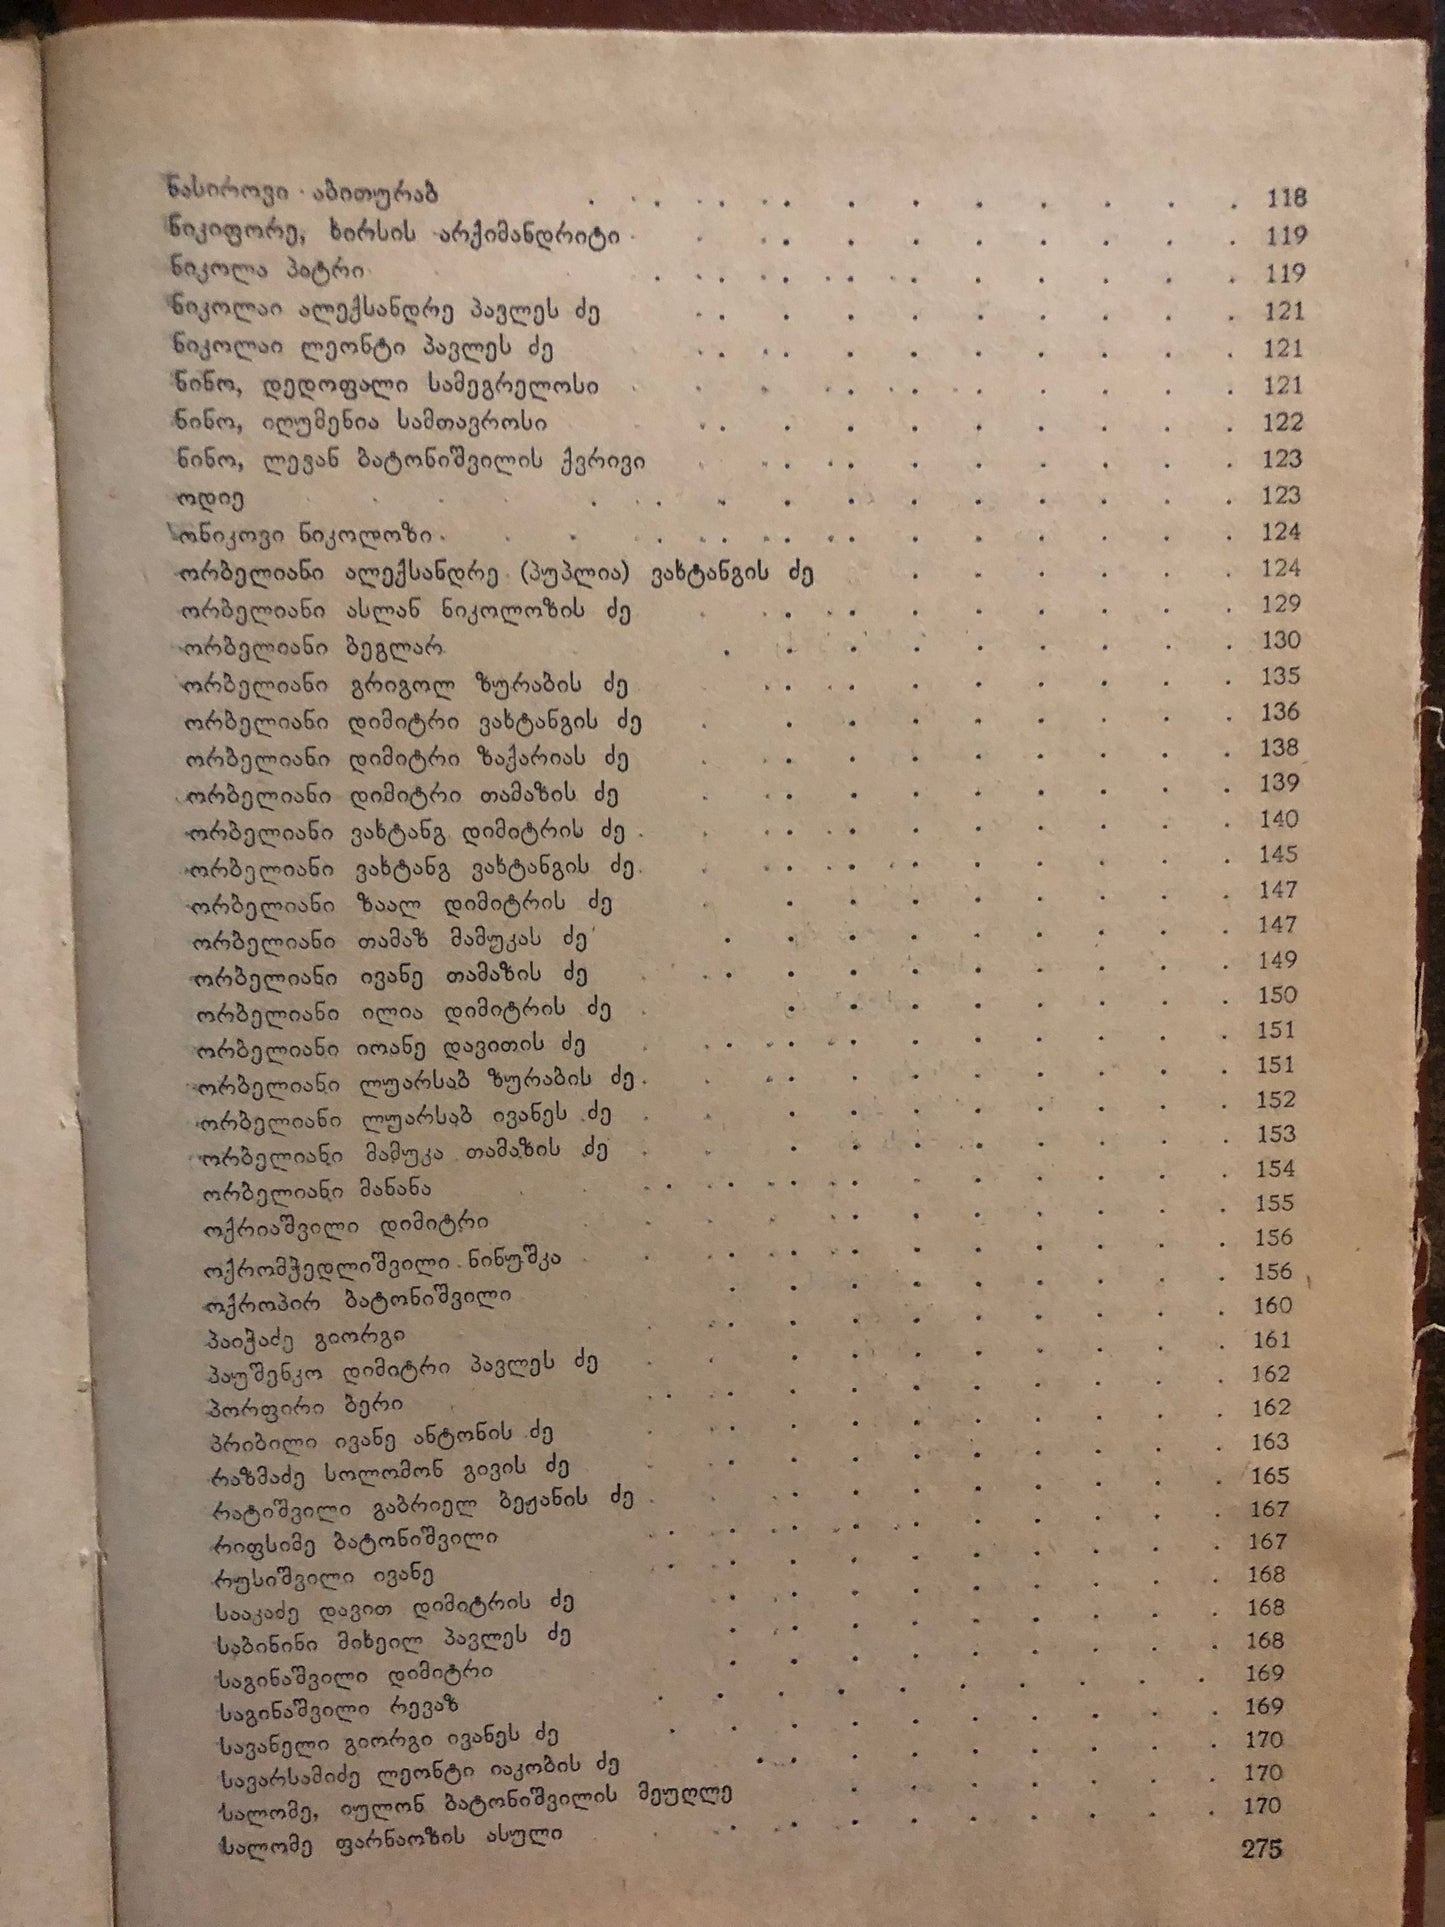 ნასიროვი აბითურაბ . . . . . . . . . . 118
ნიკიფორე, ხირსის არქიმანდრიტი . . . . . . . . 119
ნიკოლა პატრი . . . . . . . . . . 119
ნიკოლაი ალექსანდრე პავლეს ძე . . . . . . . . 121
ნიკოლაი ლეონტი პავლეს ძე . . . . . . . . 121
ნინო, დედოფალი სამეგრელოსი . . . . . . . . 121
ნინო, იღუმენია სამთავროსი . . . . . . . . 122
ნინო, ლევან ბატონიშვილის ქვრივი . . . . . . . . 123
ოდიე . . . . . . . . . . 123
ონიკოვი ნიკოლოზი . . . . . . . . . . 124
ორბელიანი ალექსანდრე (პუპლია) ვახტანგის ძე . . . . . . 124
ორბელიანი ასლან ნიკოლოზის ძე . . . . . . . . 129
ორბელიანი ბეგლარ . . . . . . . . . 130
ორბელიანი გრიგოლ ზურაბის ძე . . . . . . . . 135
ორბელიანი დიმიტრი ვახტანგის ძე . . . . . . . . 136
ორბელიანი დიმიტრი ზაქარიას ძე . . . . . . . . 138
ორბელიანი დიმიტრი თამაზის ძე . . . . . . . . 139
ორბელიანი ვახტანგ დიმიტრის ძე . . . . . . . . 140
ორბელიანი ვახტანგ ვახტანგის ძე . . . . . . . . 145
ორბელიანი ზაალ დიმიტრის ძე . . . . . . . . 147
ორბელიანი თამაზ მამუკას ძე . . . . . . . . . 147
ორბელიანი ივანე თამაზის ძე . . . . . . . . . 149
ორბელიანი ილია დიმიტრის ძე . . . . . . . . 150
ორბელიანი იოანე დავითის ძე . . . . . . . . . 151
ორბელიანი ლუარსაბ ზურაბის ძე . . . . . . . . 151
ორბელიანი ლუარსაბ ივანეს ძე . . . . . . . . 152
ორბელიანი მამუკა თამაზის ძე . . . . . . . . 153
ორბელიანი მანანა . . . . . . . . . . 154
ოქრიაშვილი დიმიტრი . . . . . . . . . 155
ოქრომჭედლიშვილი ნინუშკა . . . . . . . . . 156
ოქროპირ ბატონიშვილი . . . . . . . . . 156
პაიჭაძე გიორგი . . . . . . . . . 160
პაუშენკო დიმიტრი პავლეს ძე . . . . . . . . 161
პორფირი ბერი . . . . . . . . . . 162
პრიბილი ივანე ანტონის ძე . . . . . . . . 162
რაზმაძე სოლომონ გივის ძე . . . . . . . . . 163
რატიშვილი გაბრიელ ბეჟანის ძე . . . . . . . . 165
რიფსიმე ბატონიშვილი . . . . . . . . . . 167
რუსიშვილი ივანე . . . . . . . . . . 167
სააკაძე დავით დიმიტრის ძე . . . . . . . . . 168
საბინინი მიხეილ პავლეს ძე . . . . . . . . . 168
საგინაშვილი დიმიტრი . . . . . . . . . 168
საგინაშვილი რევაზ . . . . . . . . . . 169
სავანელი გიორგი ივანეს ძე . . . . . . . . . 169
სავარსამიძე ლეონტი იაკობის ძე . . . . . . . . 170
სალომე, იულონ ბატონიშვილის მეუღლე . . . . . . . 170
სალომე ფარნაოზის ასული . . . . . . . . . 170
275